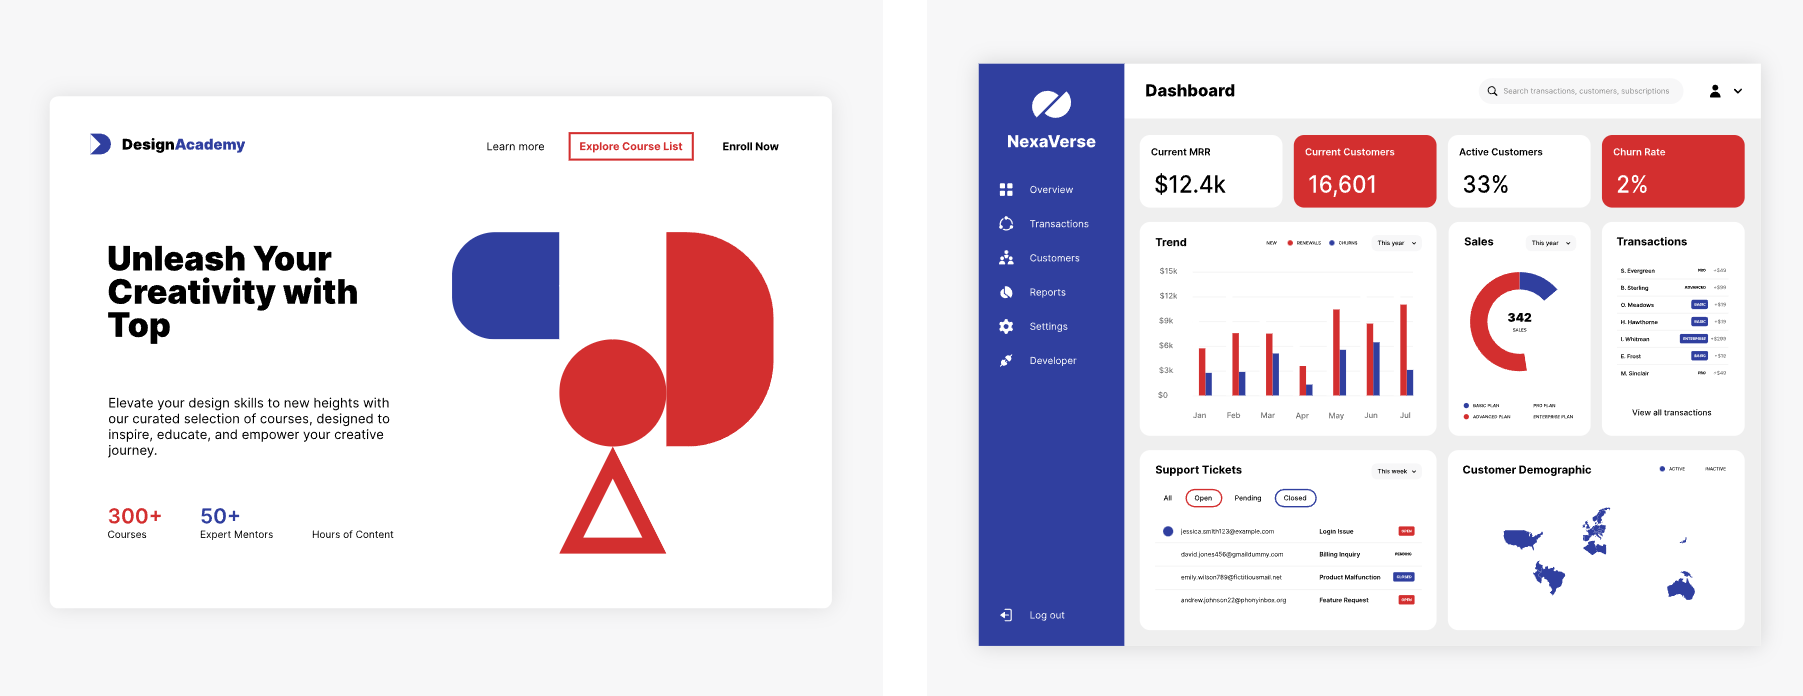 DesignAcademy
Learn more
Explore Course List
Enroll Now
Unleash Your
Creativity with
Top
Elevate your design skills to new heights with
our curated selection of courses, designed to
inspire, educate, and empower your creative
journey.
300+
Courses
50+
Expert Mentors
Hours of Content
NexaVerse
Overview
Transactions
Customers
Reports
Settings
Developer
Log out
Dashboard
Search transactions, customers, subscriptions
Current MRR
$12.4k
Current Customers
16,601
Active Customers
33%
Churn Rate
2%
Trend
NEW
RENEWALS
CHURNS
This year
$15k
$12k
$9k
$6k
$3k
$0
Jan Feb Mar Apr May Jun Jul
Sales
This year
342
SALES
BASIC PLAN
PRO PLAN
ADVANCED PLAN
ENTERPRISE PLAN
Transactions
S. Evergreen PRO +$49
B. Sterling ADVANCED +$99
O. Meadows BASIC +$19
H. Hawthorne BASIC +$19
I. Whitman ENTERPRISE +$299
E. Frost BASIC +$19
M. Sinclair PRO +$49
View all transactions
Support Tickets
This week
All Open Pending Closed
jessica.smith123@example.com Login Issue OPEN
david.jones456@gmaildummy.com Billing Inquiry PENDING
emily.wilson789@fictitiousmail.net Product Malfunction CLOSED
andrew.johnson22@phonyinbox.org Feature Request OPEN
Customer Demographic
ACTIVE
INACTIVE